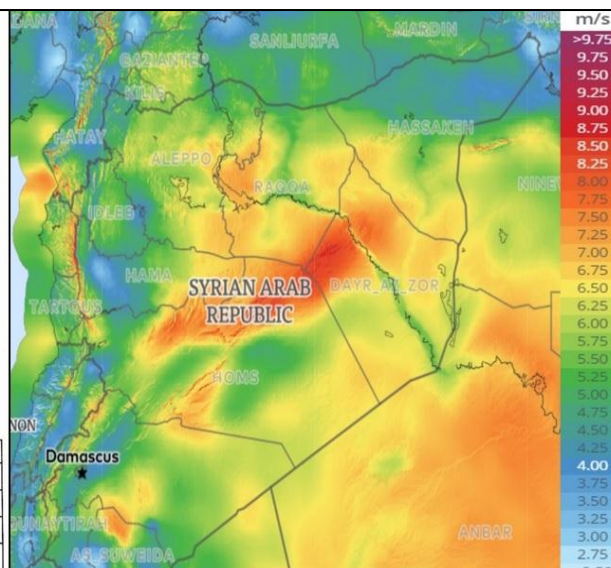 m/s
>9.75
9.75
9.50
9.25
9.00
8.75
8.50
8.25
8.00
7.75
7.50
7.25
7.00
6.75
6.50
6.25
6.00
5.75
5.50
5.25
5.00
4.75
4.50
4.25
4.00
3.75
3.50
3.25
3.00
2.75
SANLIURFA
MARDIN
GAZIANTEP
KILIS
HATAY
HASSAKEH
ALEPPO
RAQQA
IDLEB
HAMA
SYRIAN ARAB
REPUBLIC
DAYR_AZ_ZOR
TARTOUS
HOMS
NON
Damascus
ANBAR
AS_SUWEIDA